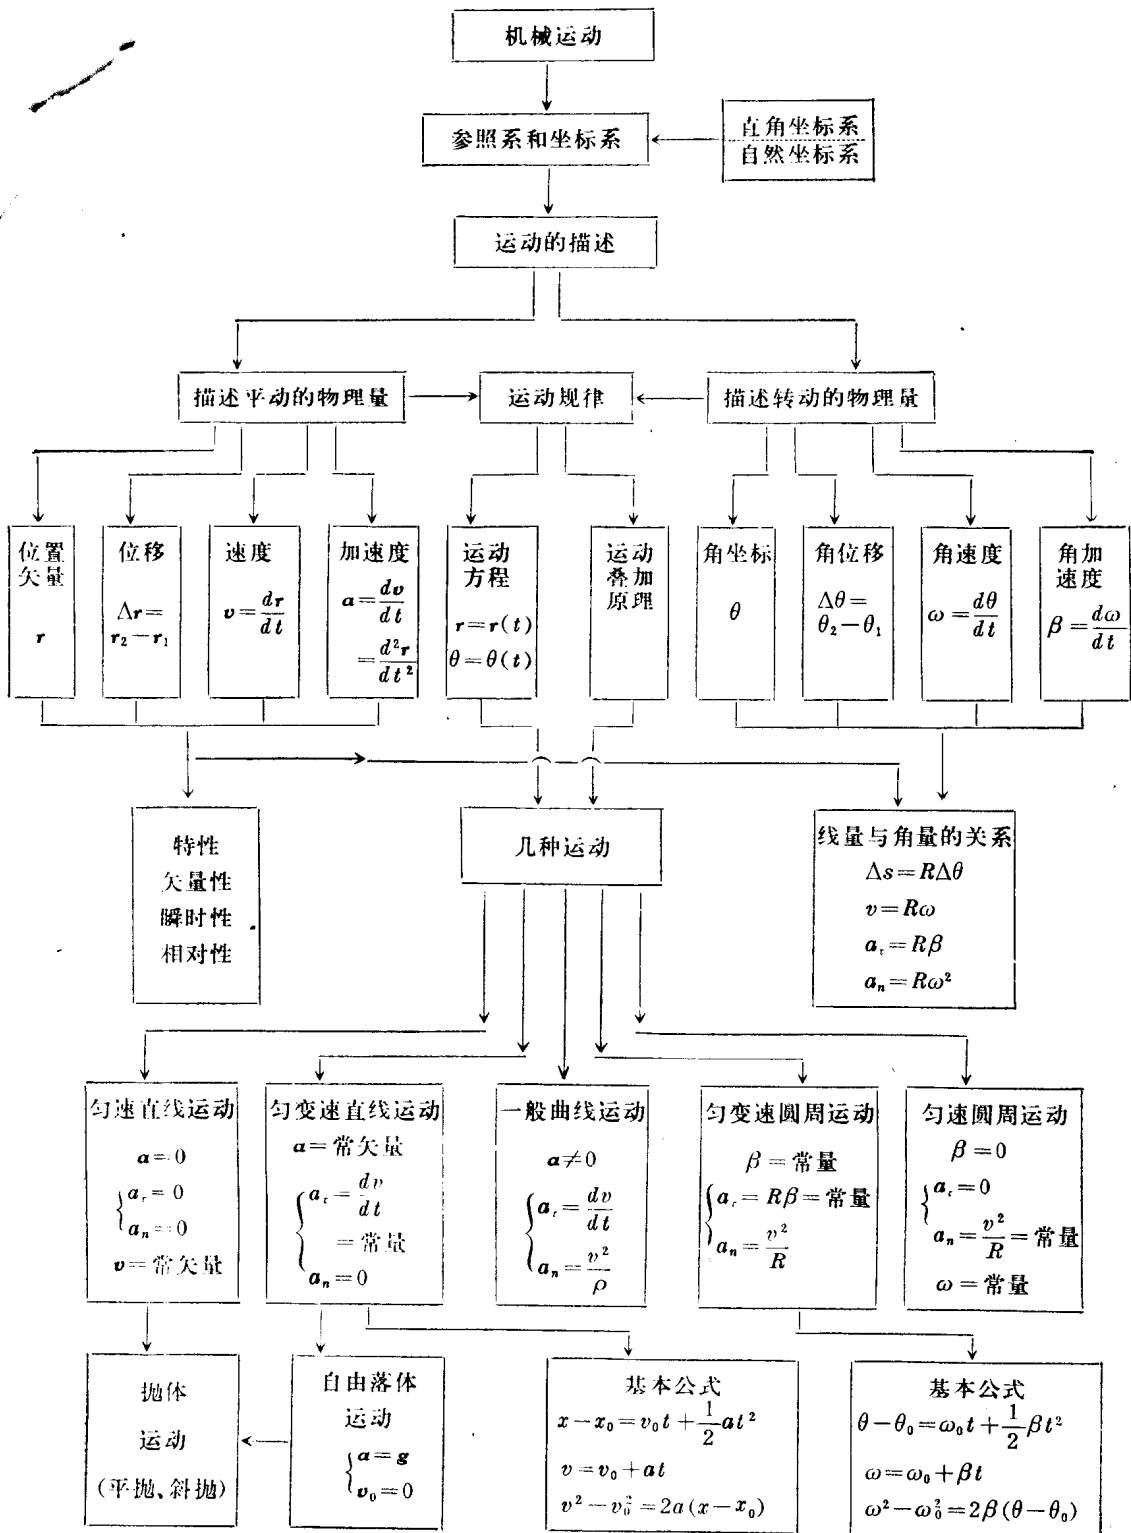 机械运动
参照系和坐标系
直角坐标系
自然坐标系
运动的描述
描述平动的物理量
运动规律
描述转动的物理量
位置
矢量
r
位移
Δr=
r₂−r₁
速度
v=dr/dt
加速度
a=dv/dt
=d²r/dt²
运动
方程
r=r(t)
θ=θ(t)
运动
叠加
原理
角坐标
θ
角位移
Δθ=
θ₂−θ₁
角速度
ω=dθ/dt
角加
速度
β=dω/dt
特性
矢量性
瞬时性
相对性
几种运动
线量与角量的关系
Δs=RΔθ
v=Rω
aτ=Rβ
aₙ=Rω²
匀速直线运动
a=0
aτ=0
aₙ=0
v=常矢量
匀变速直线运动
a=常矢量
aτ=dv/dt
=常量
aₙ=0
一般曲线运动
a≠0
aτ=dv/dt
aₙ=v²/ρ
匀变速圆周运动
β=常量
aτ=Rβ=常量
aₙ=v²/R
匀速圆周运动
β=0
aτ=0
aₙ=v²/R=常量
ω=常量
抛体
运动
(平抛、斜抛)
自由落体
运动
a=g
v₀=0
基本公式
x−x₀=v₀t+1/2at²
v=v₀+at
v²−v₀²=2a(x−x₀)
基本公式
θ−θ₀=ω₀t+1/2βt²
ω=ω₀+βt
ω²−ω₀²=2β(θ−θ₀)